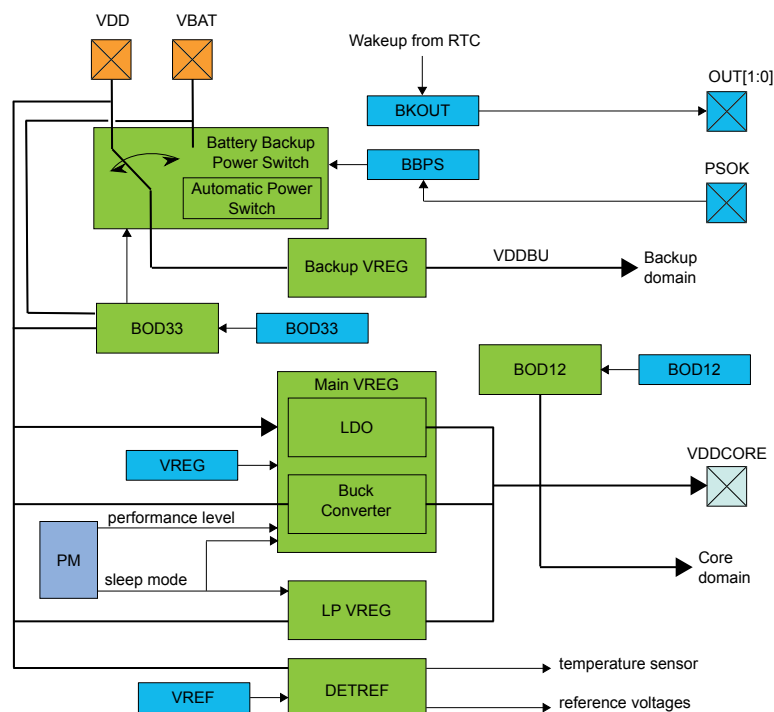 VDD
VBAT
Wakeup from RTC
OUT[1:0]
BKOUT
Battery Backup
Power Switch
BBPS
PSOK
Automatic Power
Switch
Backup VREG
VDDBU
Backup
domain
BOD33
BOD33
BOD12
BOD12
Main VREG
LDO
VREG
VDDCORE
Buck
Converter
performance level
PM
sleep mode
Core
domain
LP VREG
temperature sensor
DETREF
VREF
reference voltages